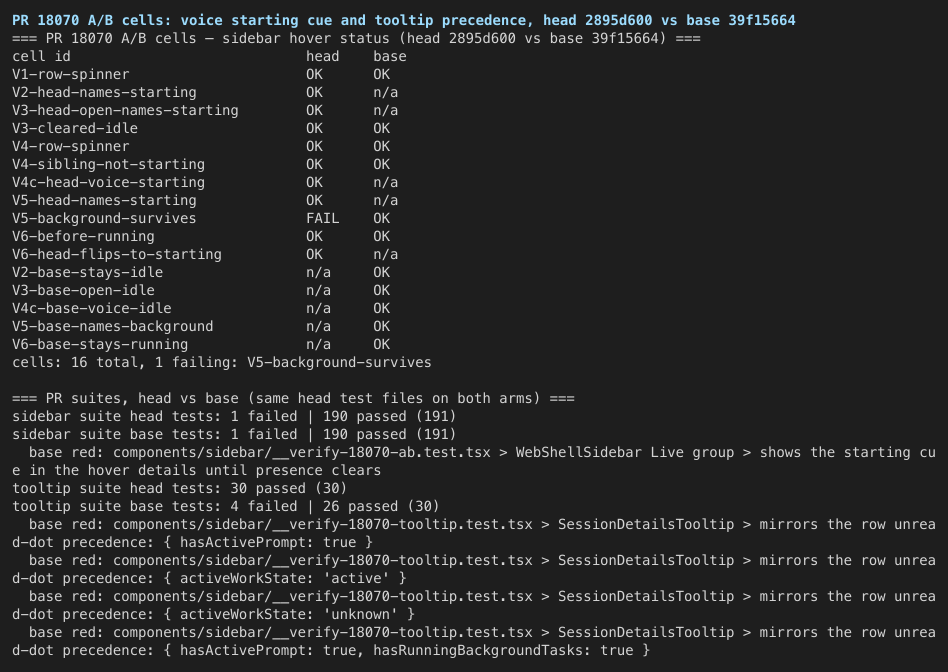 PR 18070 A/B cells: voice starting cue and tooltip precedence, head 2895d600 vs base 39f15664
=== PR 18070 A/B cells — sidebar hover status (head 2895d600 vs base 39f15664) ===
cell id head base
V1-row-spinner OK OK
V2-head-names-starting OK n/a
V3-head-open-names-starting OK n/a
V3-cleared-idle OK OK
V4-row-spinner OK OK
V4-sibling-not-starting OK OK
V4c-head-voice-starting OK n/a
V5-head-names-starting OK n/a
V5-background-survives FAIL OK
V6-before-running OK OK
V6-head-flips-to-starting OK n/a
V2-base-stays-idle n/a OK
V3-base-open-idle n/a OK
V4c-base-voice-idle n/a OK
V5-base-names-background n/a OK
V6-base-stays-running n/a OK
cells: 16 total, 1 failing: V5-background-survives
=== PR suites, head vs base (same head test files on both arms) ===
sidebar suite head tests: 1 failed | 190 passed (191)
sidebar suite base tests: 1 failed | 190 passed (191)
base red: components/sidebar/__verify-18070-ab.test.tsx > WebShellSidebar Live group > shows the starting cu
e in the hover details until presence clears
tooltip suite head tests: 30 passed (30)
tooltip suite base tests: 4 failed | 26 passed (30)
base red: components/sidebar/__verify-18070-tooltip.test.tsx > SessionDetailsTooltip > mirrors the row unrea
d-dot precedence: { hasActivePrompt: true }
base red: components/sidebar/__verify-18070-tooltip.test.tsx > SessionDetailsTooltip > mirrors the row unrea
d-dot precedence: { activeWorkState: 'active' }
base red: components/sidebar/__verify-18070-tooltip.test.tsx > SessionDetailsTooltip > mirrors the row unrea
d-dot precedence: { activeWorkState: 'unknown' }
base red: components/sidebar/__verify-18070-tooltip.test.tsx > SessionDetailsTooltip > mirrors the row unrea
d-dot precedence: { hasActivePrompt: true, hasRunningBackgroundTasks: true }